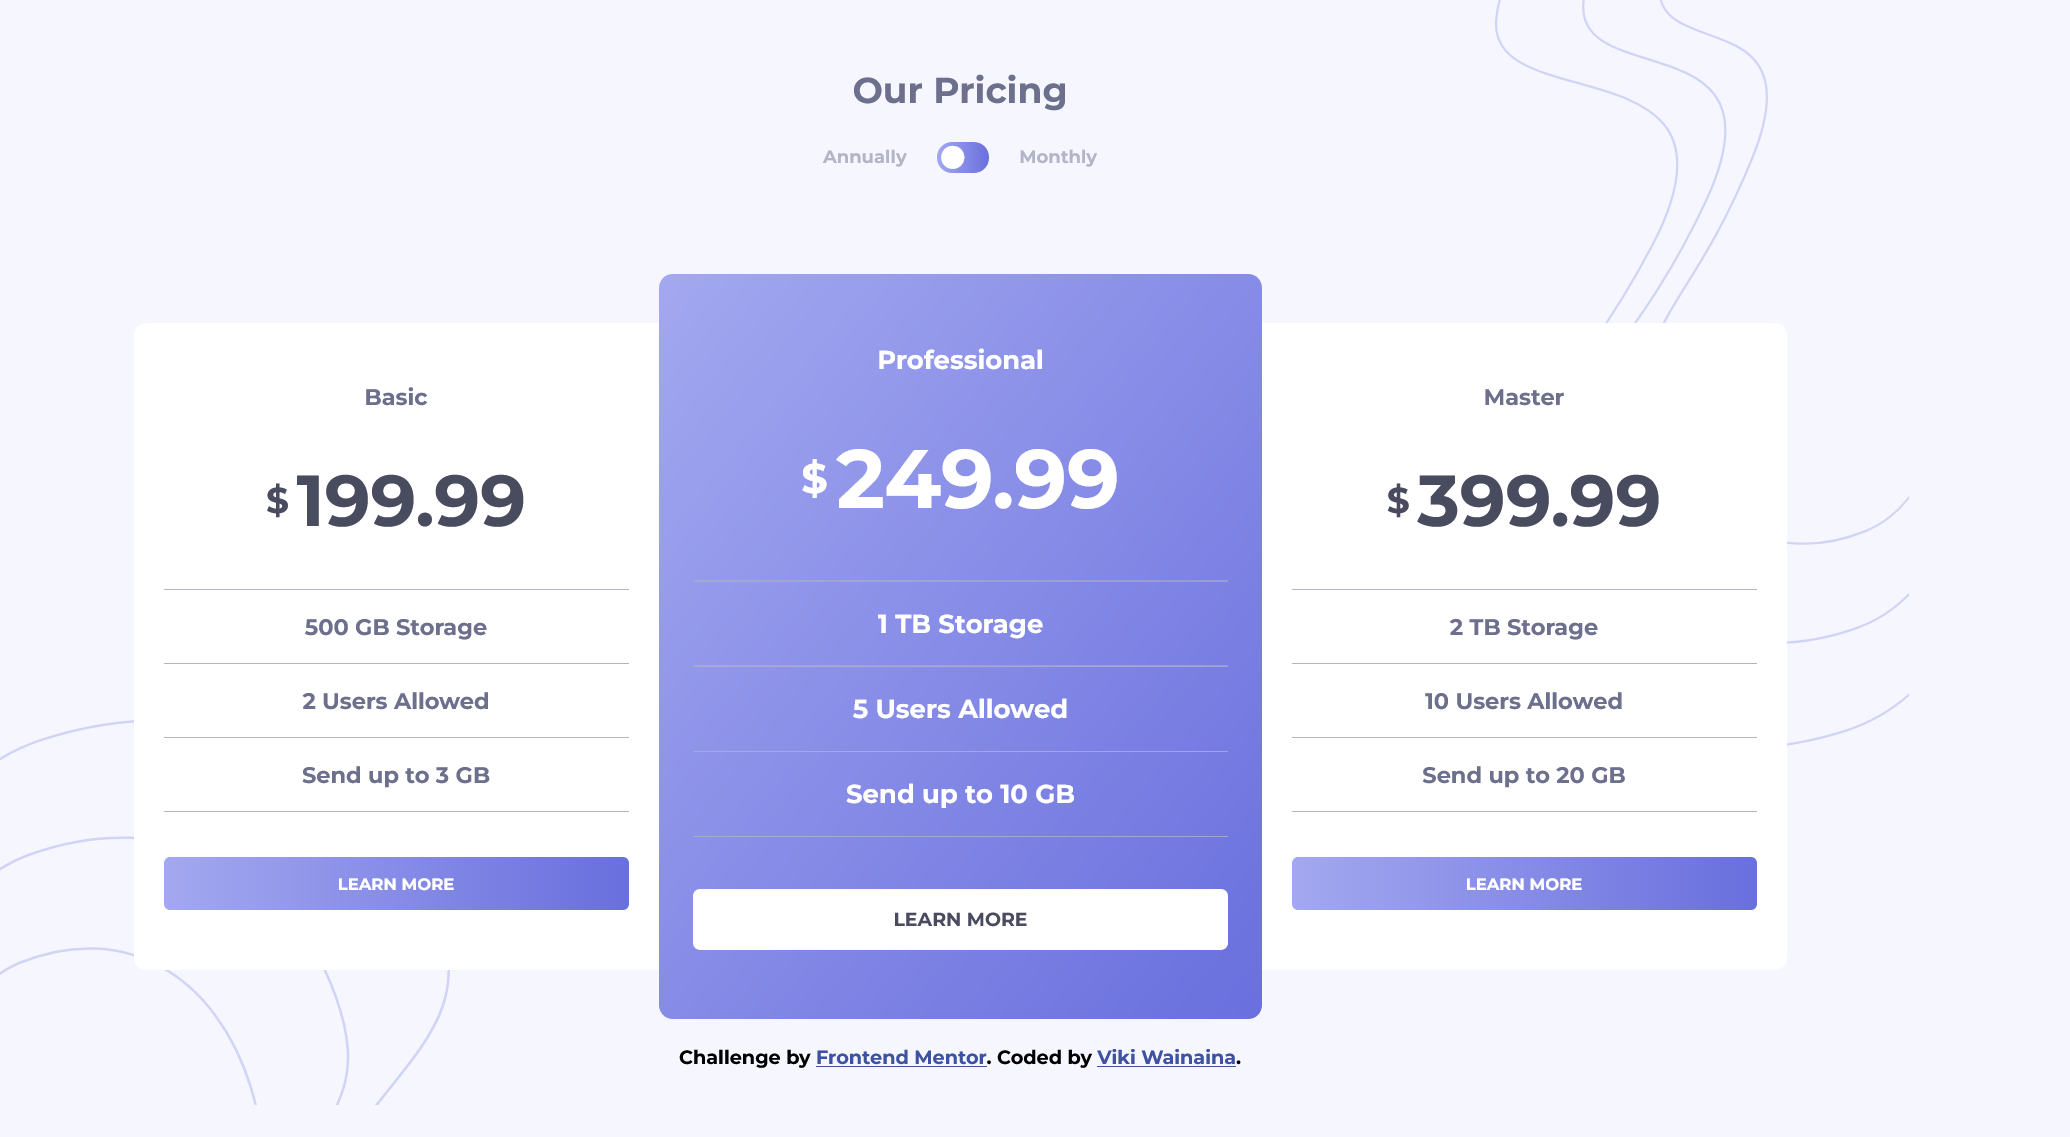 Our Pricing
Annually Monthly
Basic
$199.99
500 GB Storage
2 Users Allowed
Send up to 3 GB
LEARN MORE
Professional
$249.99
1 TB Storage
5 Users Allowed
Send up to 10 GB
LEARN MORE
Master
$399.99
2 TB Storage
10 Users Allowed
Send up to 20 GB
LEARN MORE
Challenge by Frontend Mentor. Coded by Viki Wainaina.